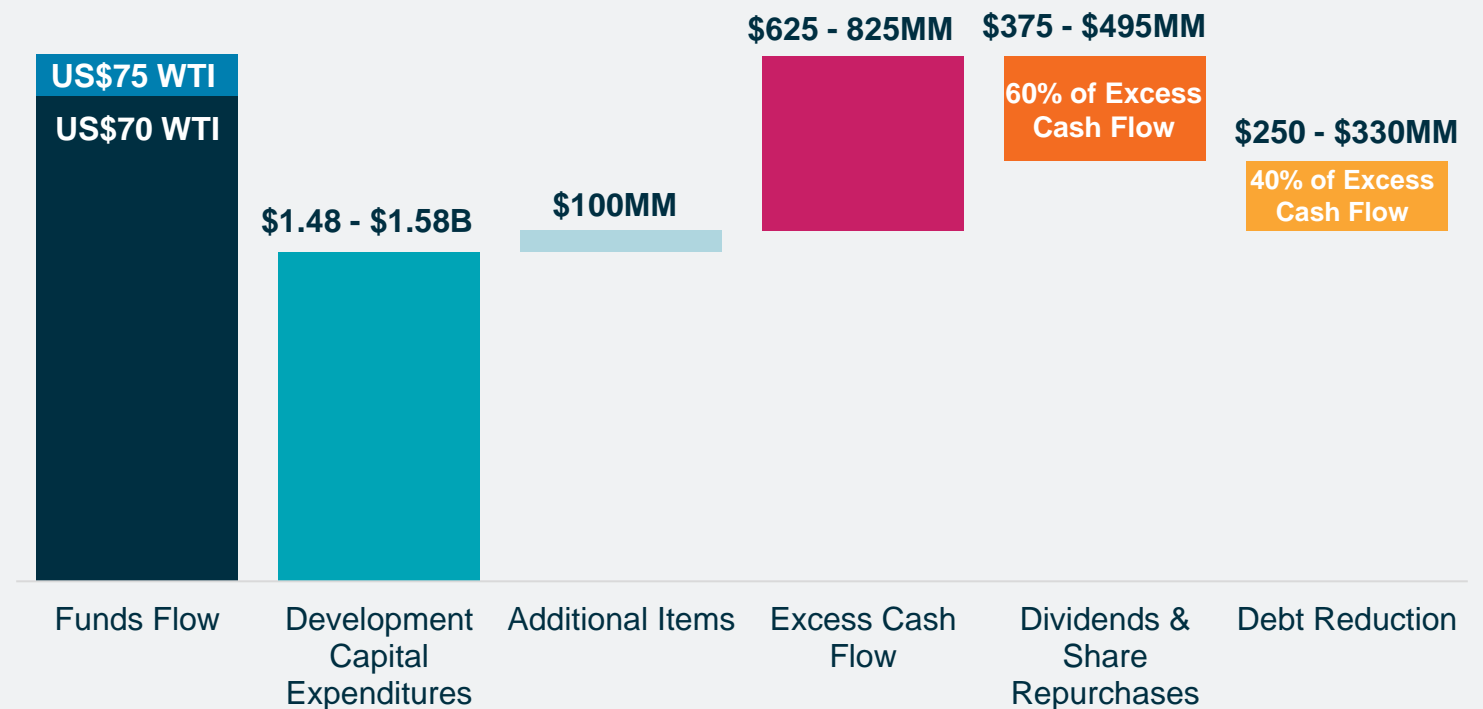 US$75 WTI
US$70 WTI
$1.48 - $1.58B
$100MM
$625 - 825MM
$375 - $495MM
60% of Excess
Cash Flow
$250 - $330MM
40% of Excess
Cash Flow
Funds Flow
Development
Capital
Expenditures
Additional Items
Excess Cash
Flow
Dividends &
Share
Repurchases
Debt Reduction